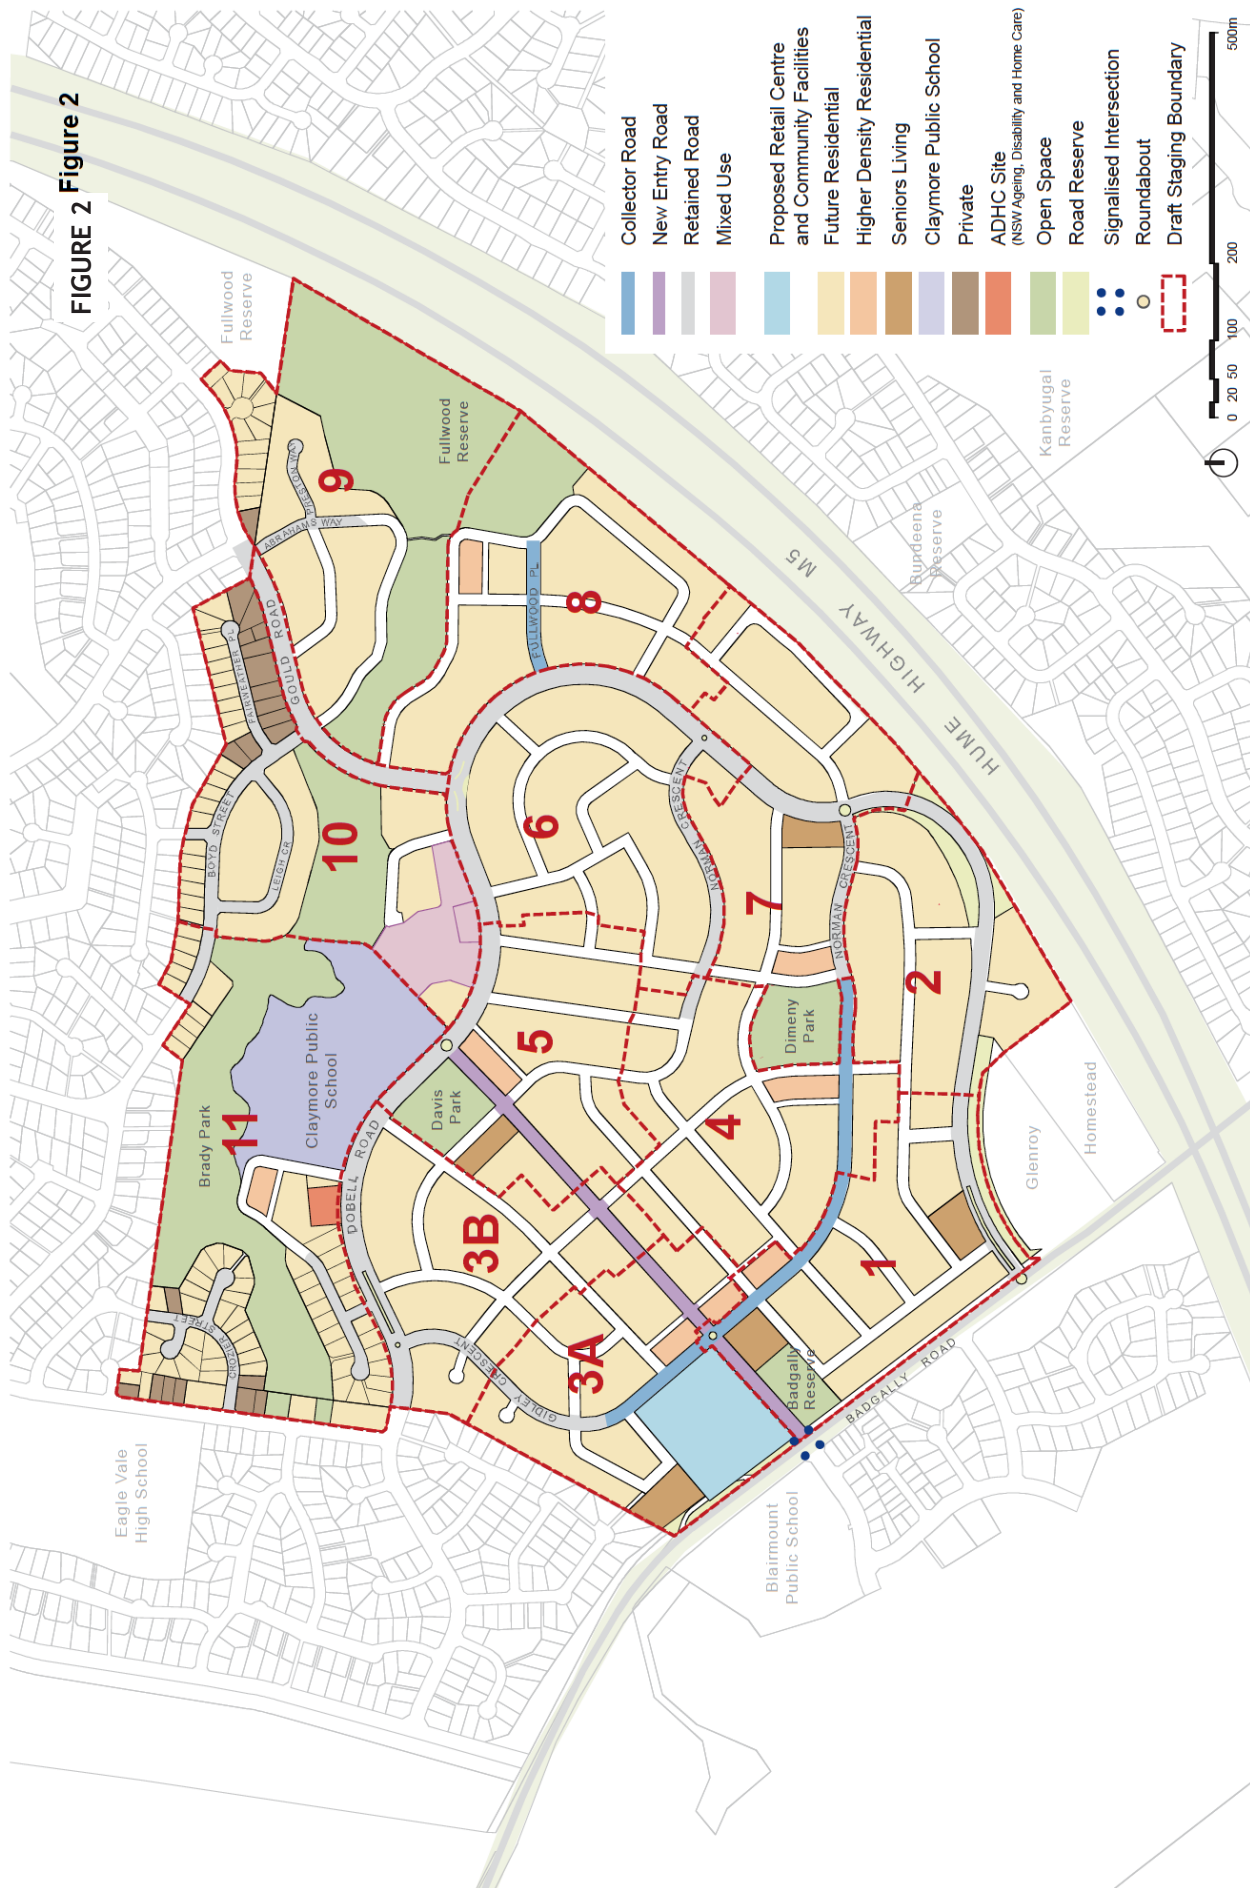 FIGURE 2 Figure 2
Fullwood
Reserve
Eagle Vale
High School
Brady Park
11
Claymore Public
School
CROZIER STREET
DOBELL ROAD
BOYD STREET
LEIGH CR
FAIRWEATHER PL
GOULD ROAD
10
ABRAHAMS WAY
PRESTON WAY
9
Fullwood
Reserve
Davis
Park
3B
GIDLEY CRESCENT
3A
5
6
FULLWOOD PL
8
NORMAN CRESCENT
4
7
Dimeny
Park
NORMAN CRESCENT
2
1
Badgally
Reserve
BADGALLY ROAD
Blairmount
Public School
Glenroy
Homestead
M5
HUME HIGHWAY
Bundeena
Reserve
Kanbyugal
Reserve
Collector Road
New Entry Road
Retained Road
Mixed Use
Proposed Retail Centre
and Community Facilities
Future Residential
Higher Density Residential
Seniors Living
Claymore Public School
Private
ADHC Site
(NSW Ageing, Disability and Home Care)
Open Space
Road Reserve
Signalised Intersection
Roundabout
Draft Staging Boundary
0 20 50 100 200 500m